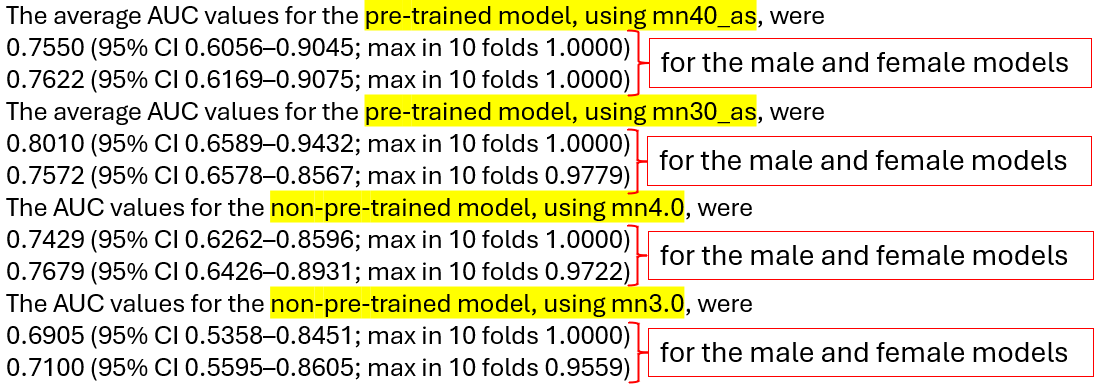 The average AUC values for the pre-trained model, using mn40_as, were
0.7550 (95% CI 0.6056–0.9045; max in 10 folds 1.0000)
0.7622 (95% CI 0.6169–0.9075; max in 10 folds 1.0000)
for the male and female models
The average AUC values for the pre-trained model, using mn30_as, were
0.8010 (95% CI 0.6589–0.9432; max in 10 folds 1.0000)
0.7572 (95% CI 0.6578–0.8567; max in 10 folds 0.9779)
for the male and female models
The AUC values for the non-pre-trained model, using mn4.0, were
0.7429 (95% CI 0.6262–0.8596; max in 10 folds 1.0000)
0.7679 (95% CI 0.6426–0.8931; max in 10 folds 0.9722)
for the male and female models
The AUC values for the non-pre-trained model, using mn3.0, were
0.6905 (95% CI 0.5358–0.8451; max in 10 folds 1.0000)
0.7100 (95% CI 0.5595–0.8605; max in 10 folds 0.9559)
for the male and female models